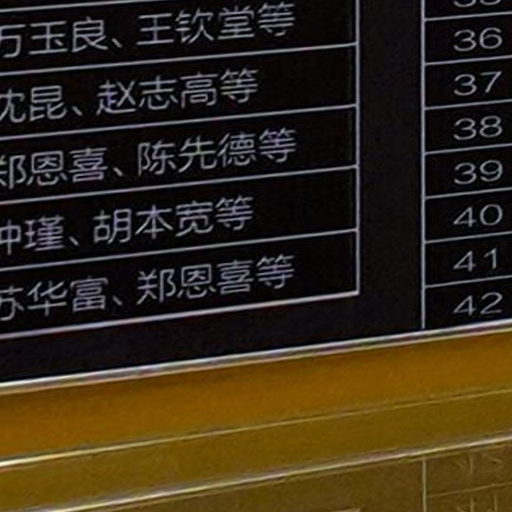 万玉良、王钦堂等
沈昆、赵志高等
郑恩喜、陈先德等
钟瑾、胡本宽等
苏华富、郑恩喜等
36
37
38
39
40
41
42